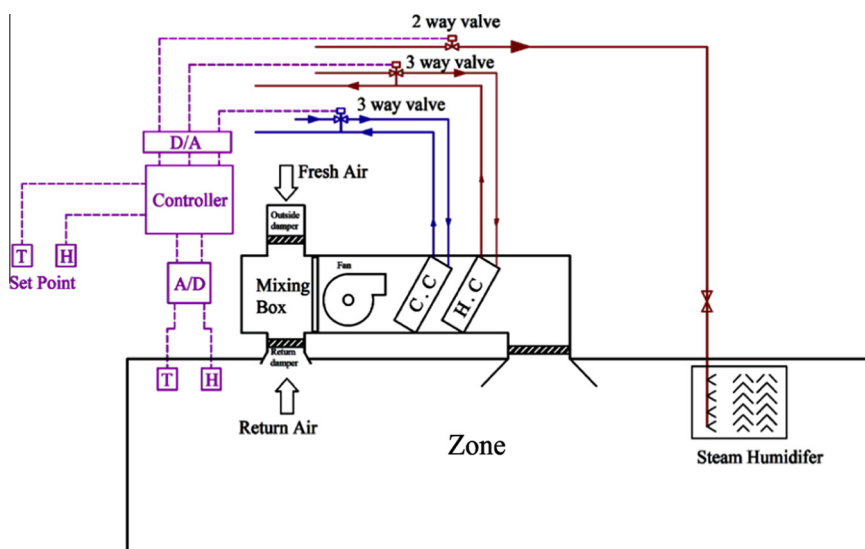 2 way valve
3 way valve
3 way valve
D/A
Fresh Air
Controller
Outside
damper
T
H
Set Point
A/D
Mixing
Box
Fan
C. C
H. C
Return
damper
T
H
Return Air
Zone
Steam Humidifer